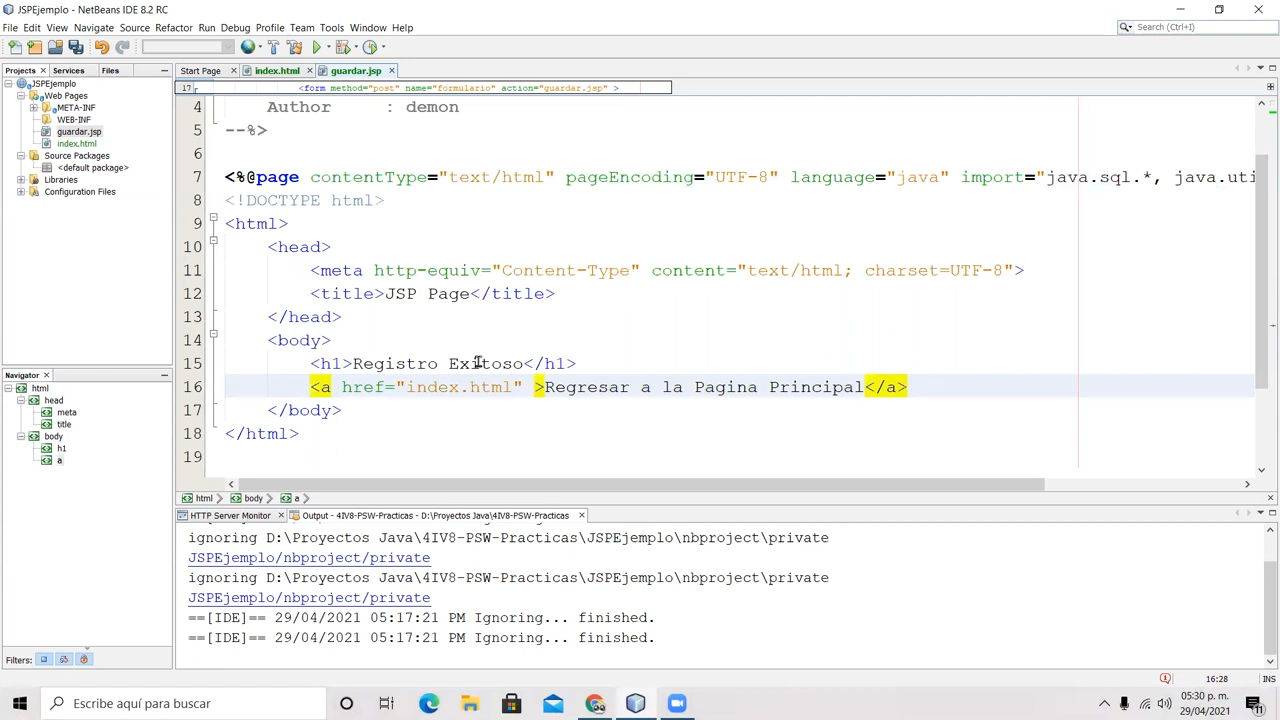 JSPEjemplo - NetBeans IDE 8.2 RC
File Edit View Navigate Source Refactor Run Debug Profile Team Tools Window Help
Search (Ctrl+I)
Projects Services Files
Start Page index.html guardar.jsp
JSPEjemplo
Web Pages
META-INF
WEB-INF
guardar.jsp
index.html
Source Packages
<default package>
Libraries
Configuration Files
17 <form method="post" name="formulario" action="guardar.jsp" >
4 Author : demon
5 --%>
6
7 <%@page contentType="text/html" pageEncoding="UTF-8" language="java" import="java.sql.*, java.uti
8 <!DOCTYPE html>
9 <html>
10 <head>
11 <meta http-equiv="Content-Type" content="text/html; charset=UTF-8">
12 <title>JSP Page</title>
13 </head>
14 <body>
15 <h1>Registro Exitoso</h1>
16 <a href="index.html" >Regresar a la Pagina Principal</a>
17 </body>
18 </html>
19
Navigator
html
head
meta
title
body
h1
a
Filters:
html body a
HTTP Server Monitor Output - 4IV8-PSW-Practicas - D:\Proyectos Java\4IV8-PSW-Practicas
ignoring D:\Proyectos Java\4IV8-PSW-Practicas\JSPEjemplo\nbproject\private
JSPEjemplo/nbproject/private
ignoring D:\Proyectos Java\4IV8-PSW-Practicas\JSPEjemplo\nbproject\private
JSPEjemplo/nbproject/private
==[IDE]== 29/04/2021 05:17:21 PM Ignoring... finished.
==[IDE]== 29/04/2021 05:17:21 PM Ignoring... finished.
16:28 INS
Escribe aquí para buscar
05:30 p. m.
29/04/2021